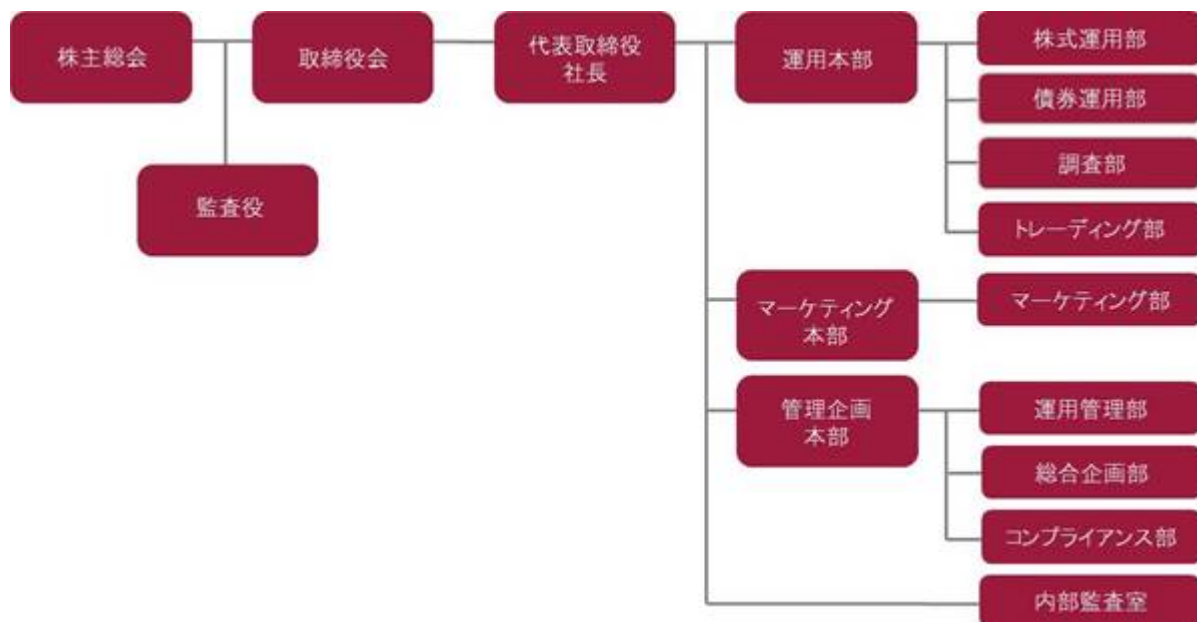 株主総会
取締役会
代表取締役
社長
監査役
運用本部
株式運用部
債券運用部
調査部
トレーディング部
マーケティング
本部
マーケティング部
管理企画
本部
運用管理部
総合企画部
コンプライアンス部
内部監査室